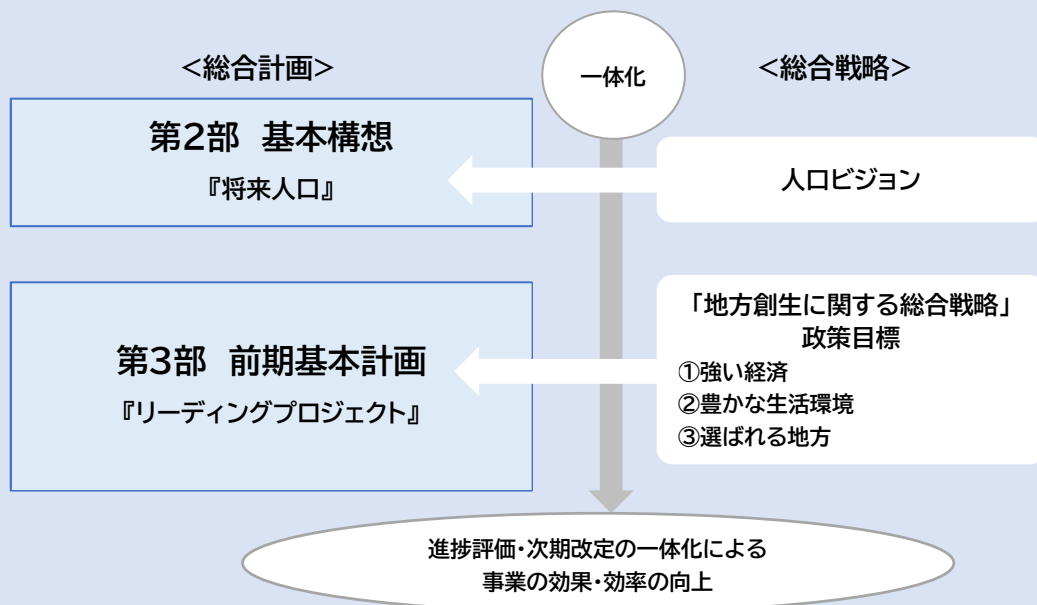 <総合計画>
一体化
<総合戦略>
第2部 基本構想
『将来人口』
人口ビジョン
第3部 前期基本計画
『リーディングプロジェクト』
「地方創生に関する総合戦略」
政策目標
①強い経済
②豊かな生活環境
③選ばれる地方
進捗評価・次期改定の一体化による
事業の効果・効率の向上